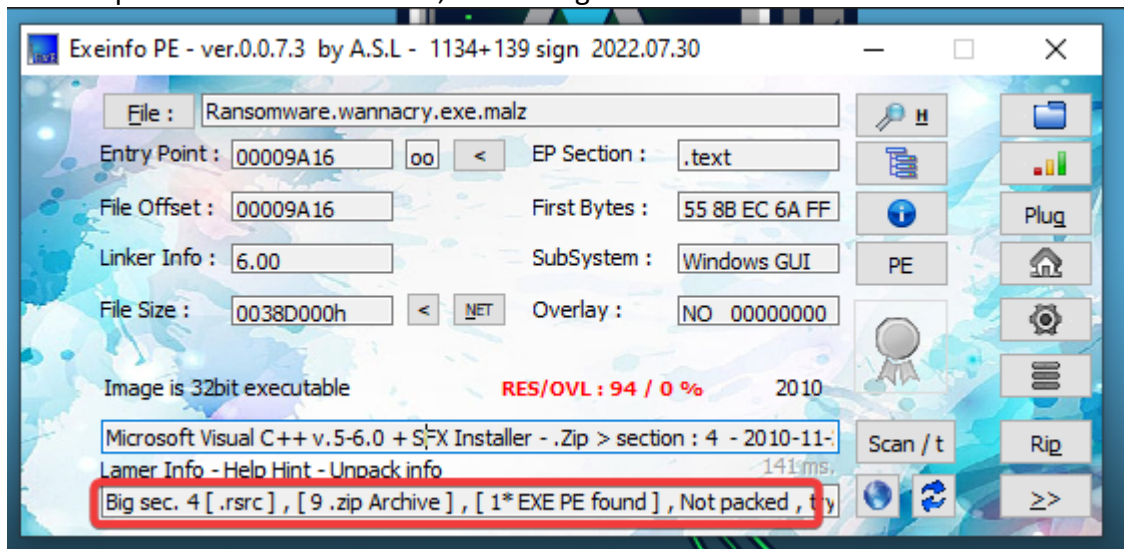 Exeinfo PE - ver.0.0.7.3 by A.S.L - 1134+139 sign 2022.07.30
File : Ransomware.wannacry.exe.malz H
Entry Point : 00009A16 oo < EP Section : .text
File Offset : 00009A16 First Bytes : 55 8B EC 6A FF Plug
Linker Info : 6.00 SubSystem : Windows GUI PE
File Size : 0038D000h < NET Overlay : NO 00000000
Image is 32bit executable RES/OVL : 94 / 0 % 2010
Microsoft Visual C++ v.5-6.0 + SFX Installer - .Zip > section : 4 - 2010-11- Scan / t Rip
Lamer Info - Help Hint - Unpack info 141 ms.
Big sec. 4 [ .rsrc ] , [ 9 .zip Archive ] , [ 1* EXE PE found ] , Not packed , try >>